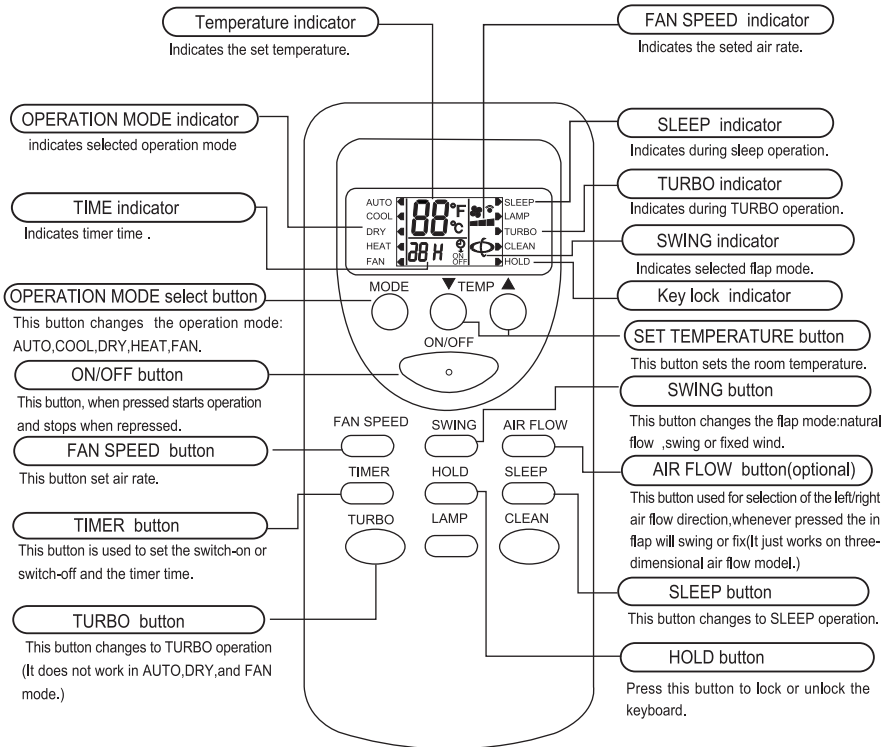 Temperature indicator
Indicates the set temperature.
FAN SPEED indicator
Indicates the seted air rate.
OPERATION MODE indicator
indicates selected operation mode
TIME indicator
Indicates timer time .
OPERATION MODE select button
This button changes the operation mode:
AUTO,COOL,DRY,HEAT,FAN.
ON/OFF button
This button, when pressed starts operation
and stops when repressed.
FAN SPEED button
This button set air rate.
TIMER button
This button is used to set the switch-on or
switch-off and the timer time.
TURBO button
This button changes to TURBO operation
(It does not work in AUTO,DRY,and FAN
mode.)
AUTO
COOL
DRY
HEAT
FAN
88°F
°C
88 H
ON
OFF
SLEEP
LAMP
TURBO
CLEAN
HOLD
MODE ▼TEMP ▲
ON/OFF
FAN SPEED SWING AIR FLOW
TIMER HOLD SLEEP
TURBO LAMP CLEAN
SLEEP indicator
Indicates during sleep operation.
TURBO indicator
Indicates during TURBO operation.
SWING indicator
Indicates selected flap mode.
Key lock indicator
SET TEMPERATURE button
This button sets the room temperature.
SWING button
This button changes the flap mode:natural
flow ,swing or fixed wind.
AIR FLOW button(optional)
This button used for selection of the left/right
air flow direction,whenever pressed the in
flap will swing or fix(It just works on three-
dimensional air flow model.)
SLEEP button
This button changes to SLEEP operation.
HOLD button
Press this button to lock or unlock the
keyboard.